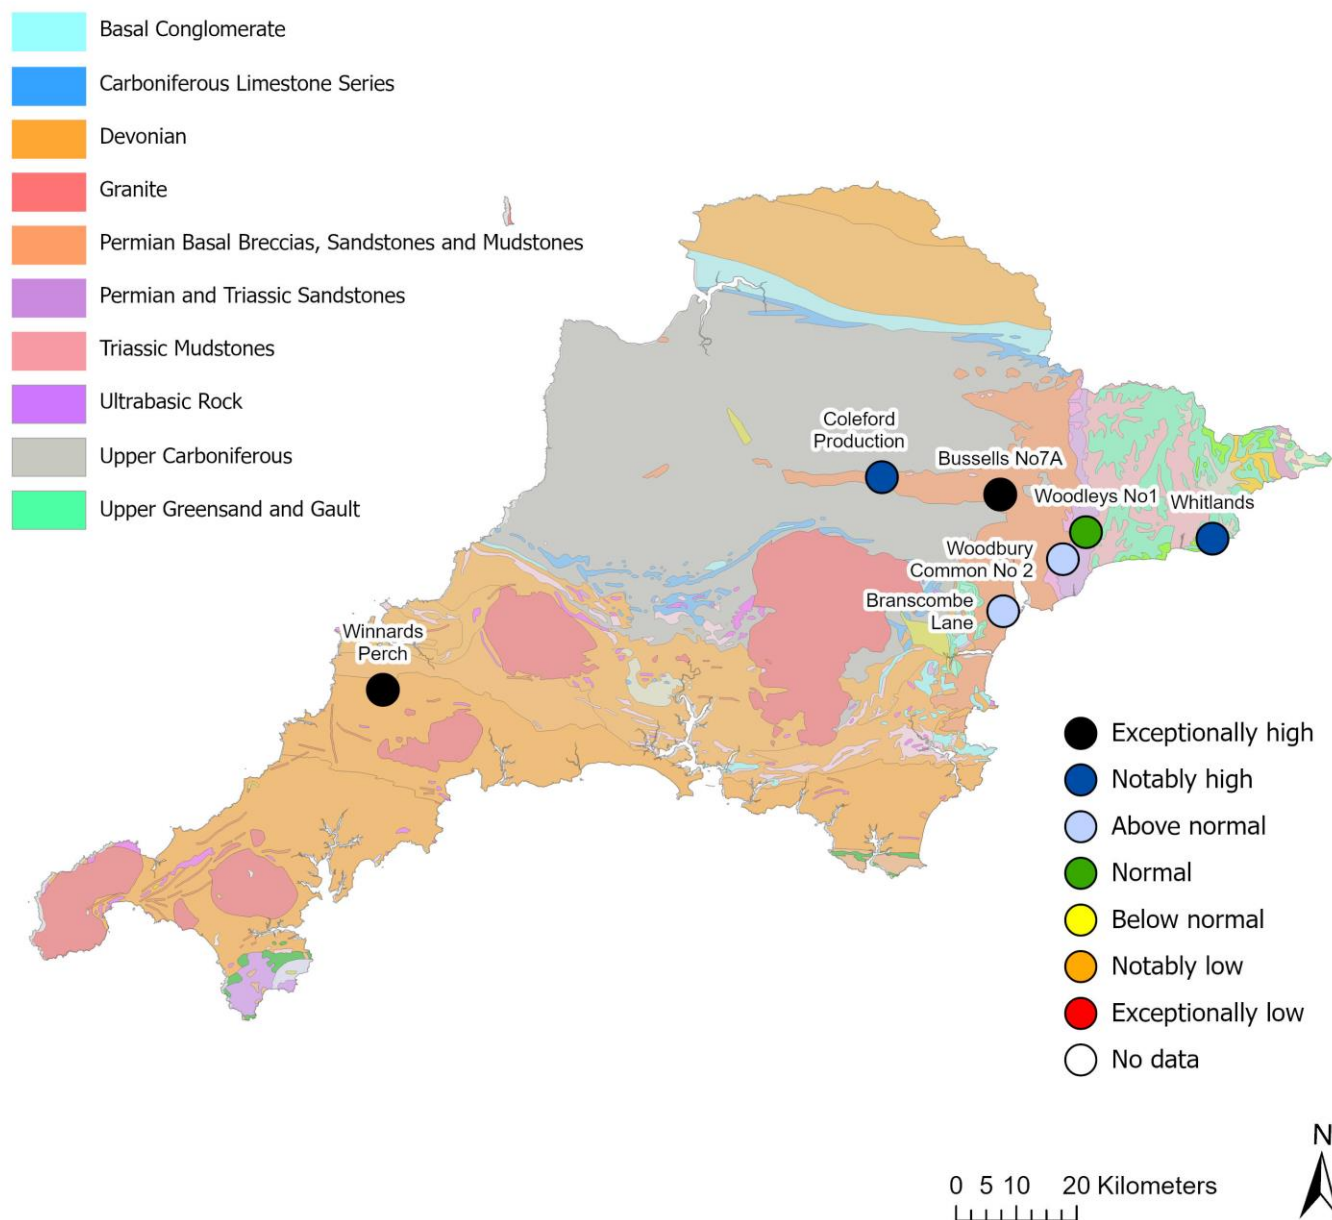 Basal Conglomerate
Carboniferous Limestone Series
Devonian
Granite
Permian Basal Breccias, Sandstones and Mudstones
Permian and Triassic Sandstones
Triassic Mudstones
Ultrabasic Rock
Upper Carboniferous
Upper Greensand and Gault
Coleford
Production
Bussells No7A
Woodleys No1
Whitlands
Woodbury
Common No 2
Branscombe
Lane
Winnards
Perch
Exceptionally high
Notably high
Above normal
Normal
Below normal
Notably low
Exceptionally low
No data
N
0 5 10 20 Kilometers